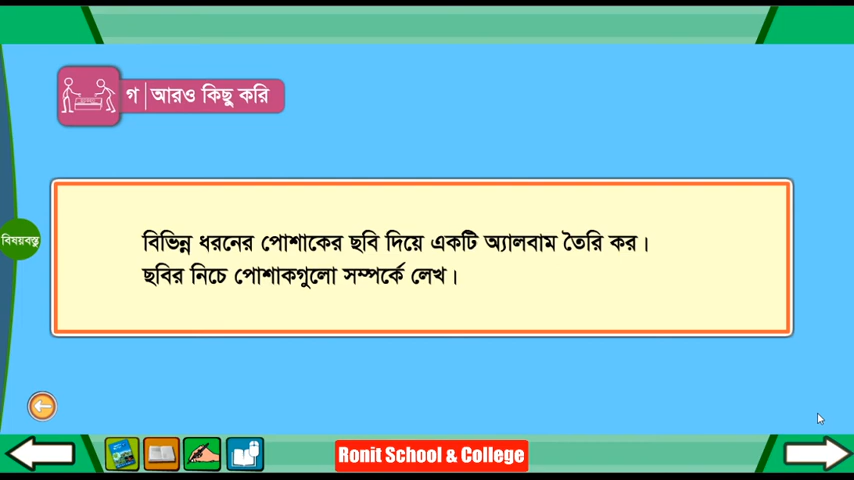 গ | আরও কিছু করি
বিভিন্ন ধরনের পোশাকের ছবি দিয়ে একটি অ্যালবাম তৈরি কর।
ছবির নিচে পোশাকগুলো সম্পর্কে লেখ।
বিষয়বস্তু
Ronit School & College